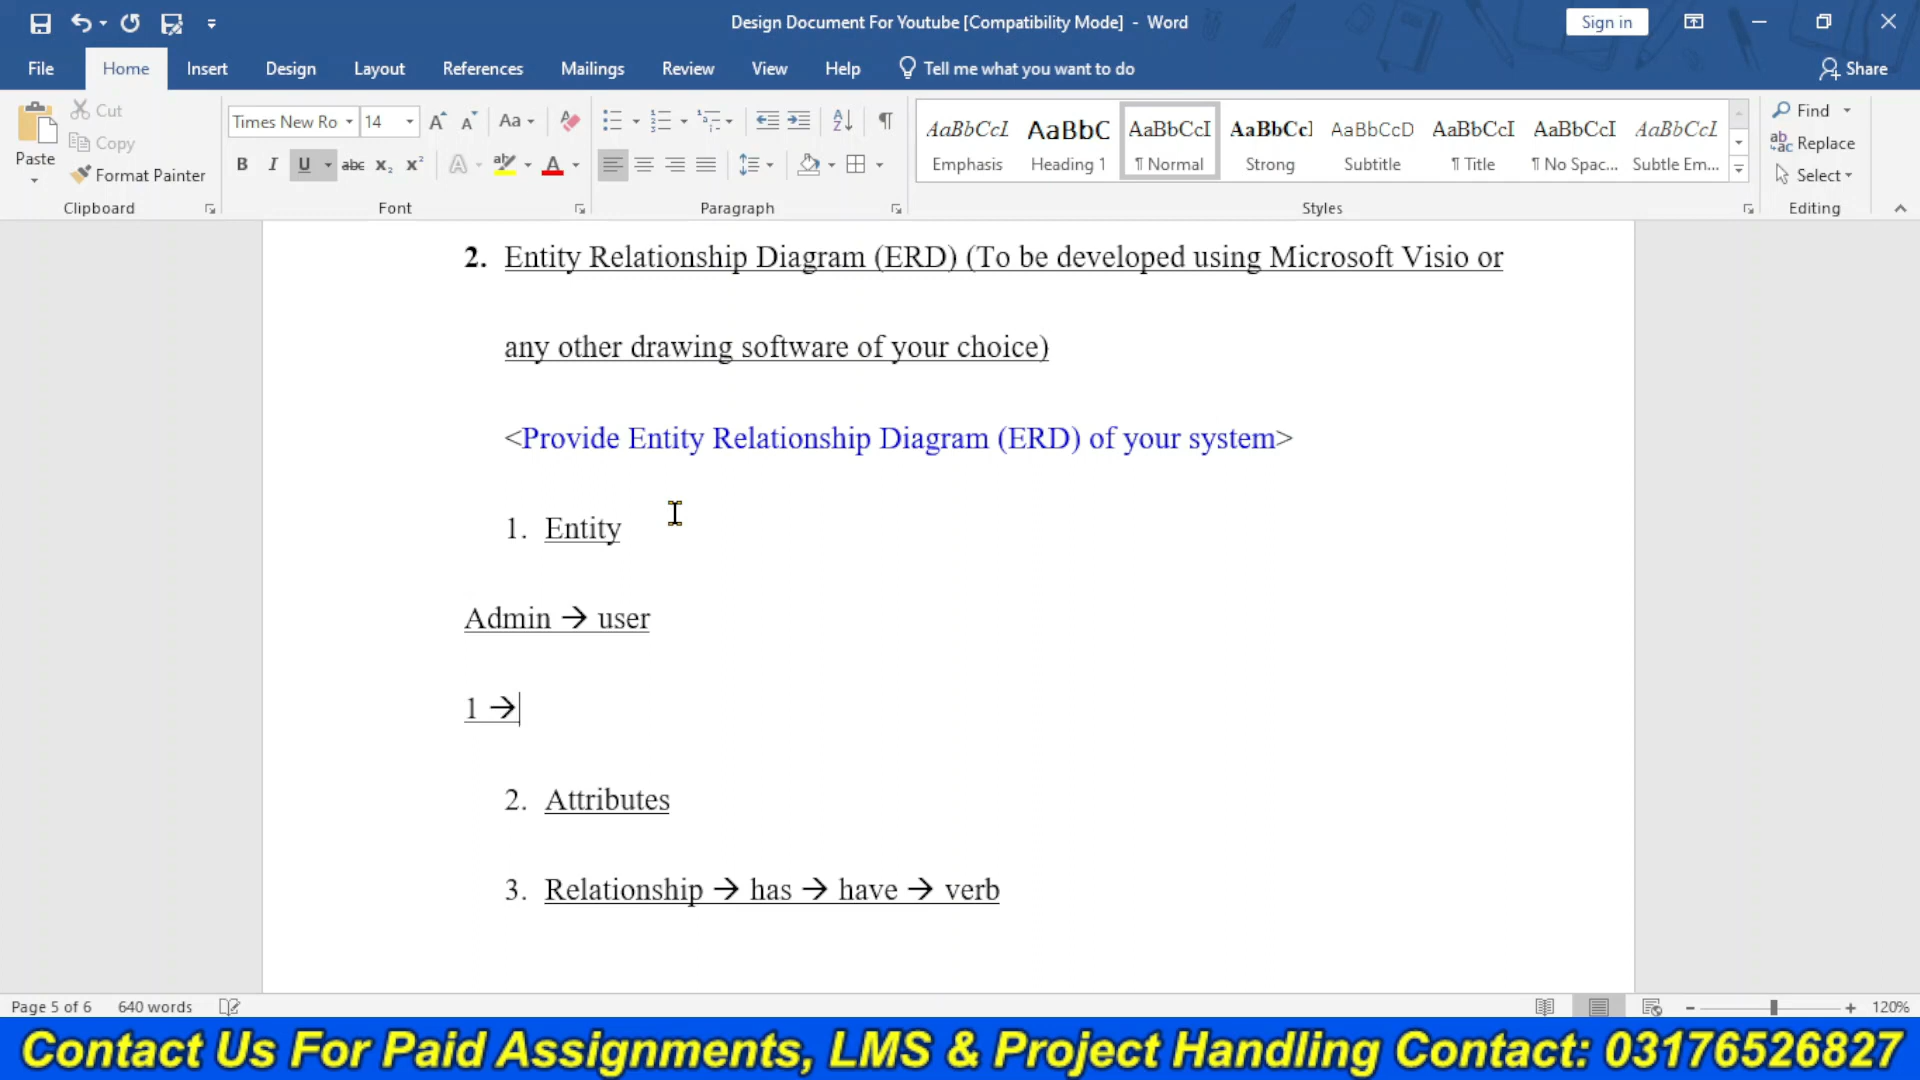 Design Document For Youtube [Compatibility Mode] - Word
Sign in
File Home Insert Design Layout References Mailings Review View Help Tell me what you want to do Share
Paste
Cut
Copy
Format Painter
Clipboard
Times New Ro 14
Aa
B I U abc X₂ X²
A
Font
Paragraph
AaBbCcI AaBbC AaBbCcI AaBbCcI AaBbCcD AaBbCcI AaBbCcI AaBbCcI
Emphasis Heading 1 ¶ Normal Strong Subtitle ¶ Title ¶ No Spac... Subtle Em...
Styles
Find
Replace
Select
Editing
2. Entity Relationship Diagram (ERD) (To be developed using Microsoft Visio or
any other drawing software of your choice)
<Provide Entity Relationship Diagram (ERD) of your system>
1. Entity
Admin → user
1 →
2. Attributes
3. Relationship → has → have → verb
Page 5 of 6 640 words 120%
Contact Us For Paid Assignments, LMS & Project Handling Contact: 03176526827